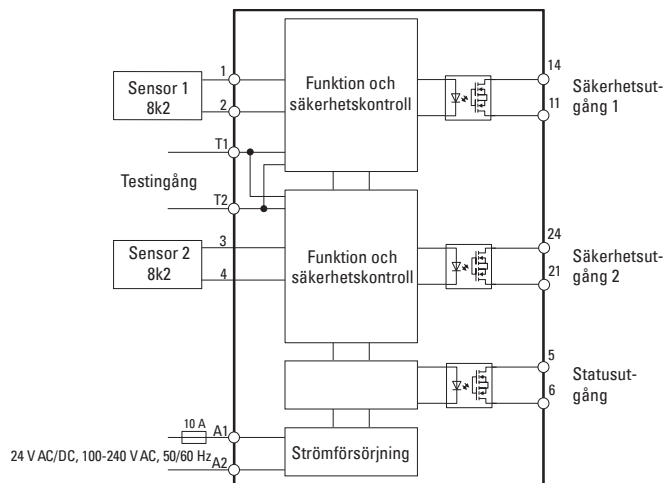 Sensor 1
8k2
1
2
Funktion och
säkerhetskontroll
14
11
Säkerhetsut-
gång 1
T1
Testingång
T2
Sensor 2
8k2
3
4
Funktion och
säkerhetskontroll
24
21
Säkerhetsut-
gång 2
5
6
Statusut-
gång
10 A
A1
24 V AC/DC, 100-240 V AC, 50/60 Hz
A2
Strömförsörjning